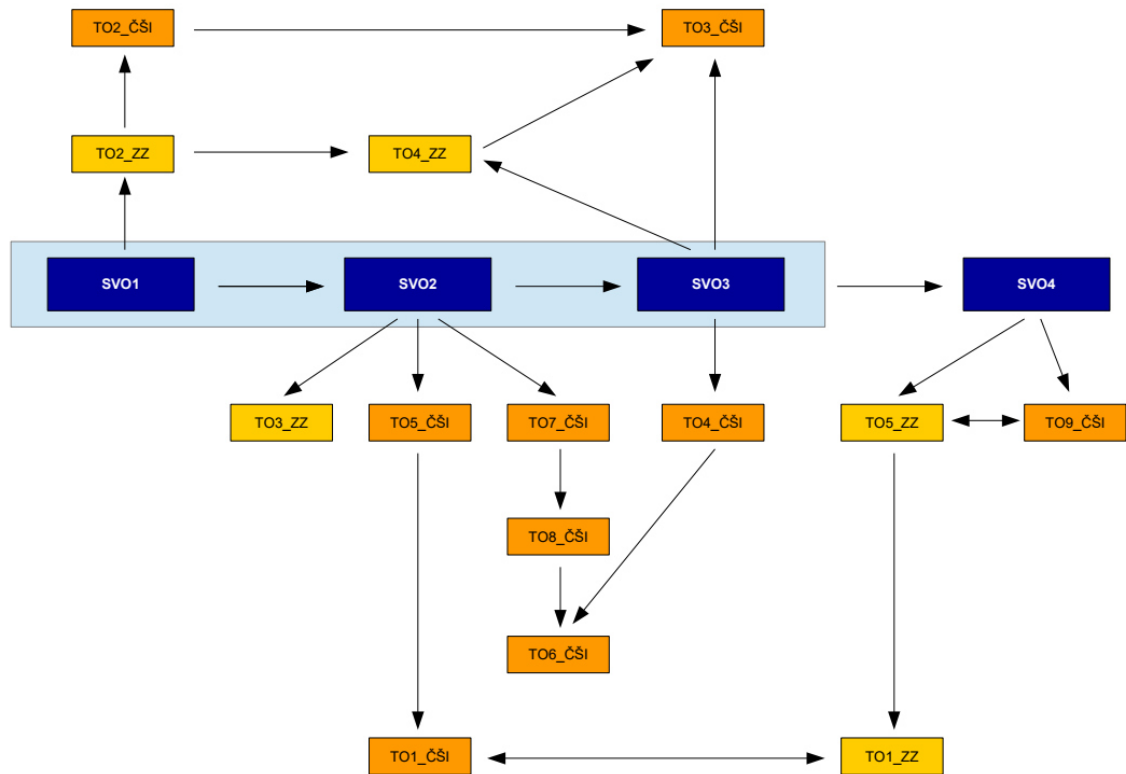 TO2_ČŠI
TO3_ČŠI
TO2_ZZ
TO4_ZZ
SVO1
SVO2
SVO3
SVO4
TO3_ZZ
TO5_ČŠI
TO7_ČŠI
TO4_ČŠI
TO5_ZZ
TO9_ČŠI
TO8_ČŠI
TO6_ČŠI
TO1_ČŠI
TO1_ZZ